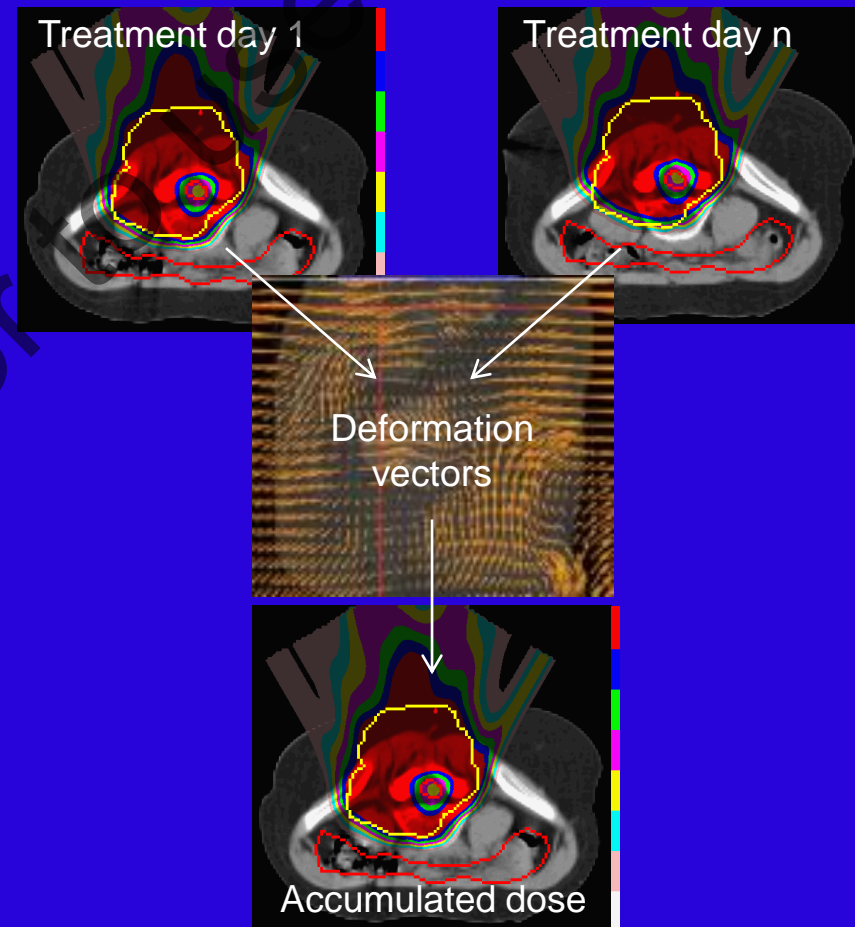 Treatment day 1
Treatment day n
Deformation
vectors
Accumulated dose